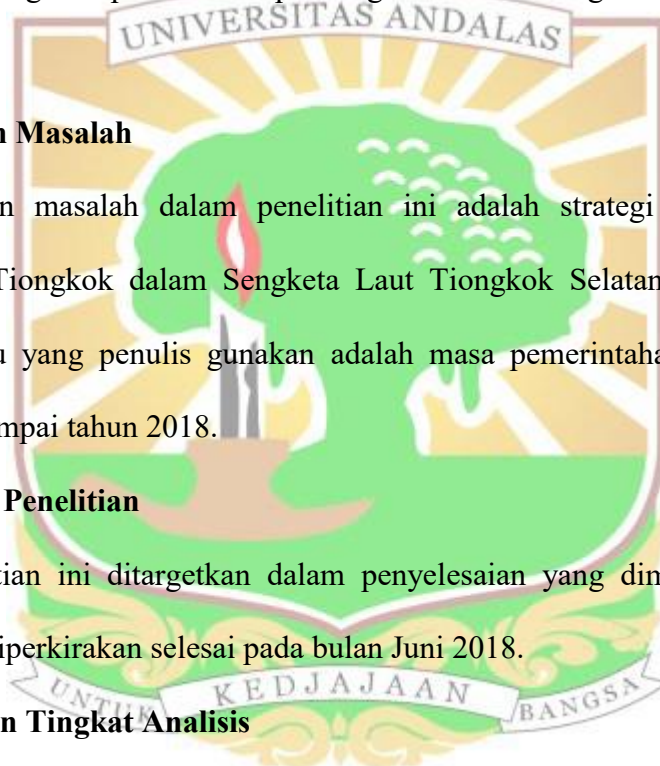 UNIVERSITAS ANDALAS
n Masalah
n masalah dalam penelitian ini adalah strategi
Tiongkok dalam Sengketa Laut Tiongkok Selatan
u yang penulis gunakan adalah masa pemerintaha
mpai tahun 2018.
Penelitian
tian ini ditargetkan dalam penyelesaian yang dim
iperkirakan selesai pada bulan Juni 2018.
UNTUK KEDJAJAAN BANGSA
n Tingkat Analisis